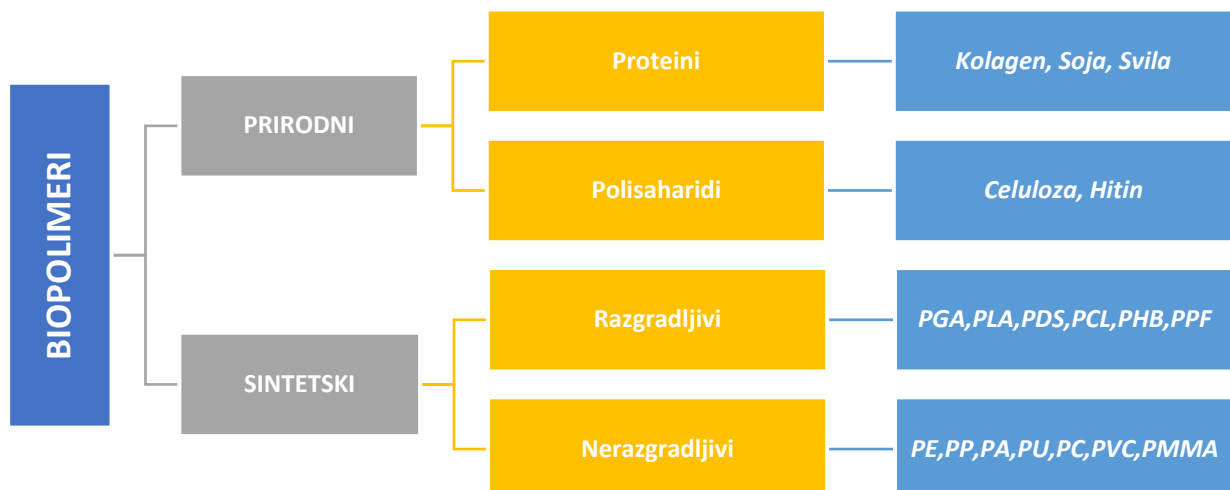 BIOPOLIMERI
PRIRODNI
Proteini
Kolagen, Soja, Svila
Polisaharidi
Celuloza, Hitin
SINTETSKI
Razgradljivi
PGA,PLA,PDS,PCL,PHB,PPF
Nerazgradljivi
PE,PP,PA,PU,PC,PVC,PMMA